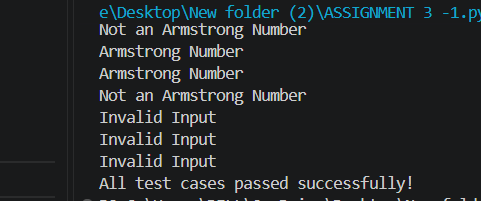 e\Desktop\New folder (2)\ASSIGNMENT 3 -1.py
Not an Armstrong Number
Armstrong Number
Armstrong Number
Not an Armstrong Number
Invalid Input
Invalid Input
Invalid Input
All test cases passed successfully!